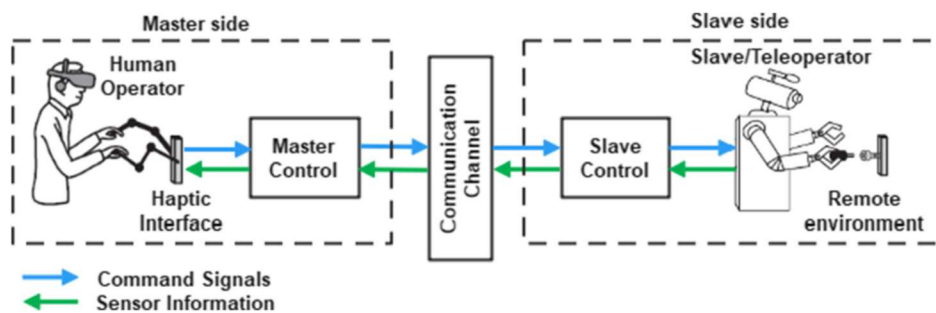 Master side
Slave side
Human
Operator
Slave/Teleoperator
Communication
Channel
Master
Control
Slave
Control
Haptic
Interface
Remote
environment
Command Signals
Sensor Information